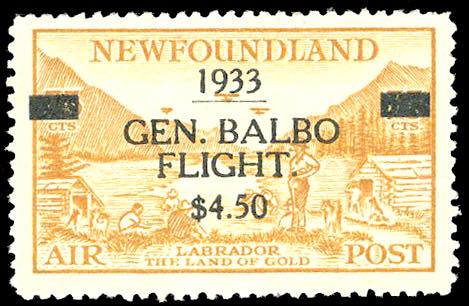 NEWFOUNDLAND
1933
CTS CTS
GEN. BALBO
FLIGHT.
$4.50
LABRADOR
AIR THE LAND OF GOLD POST